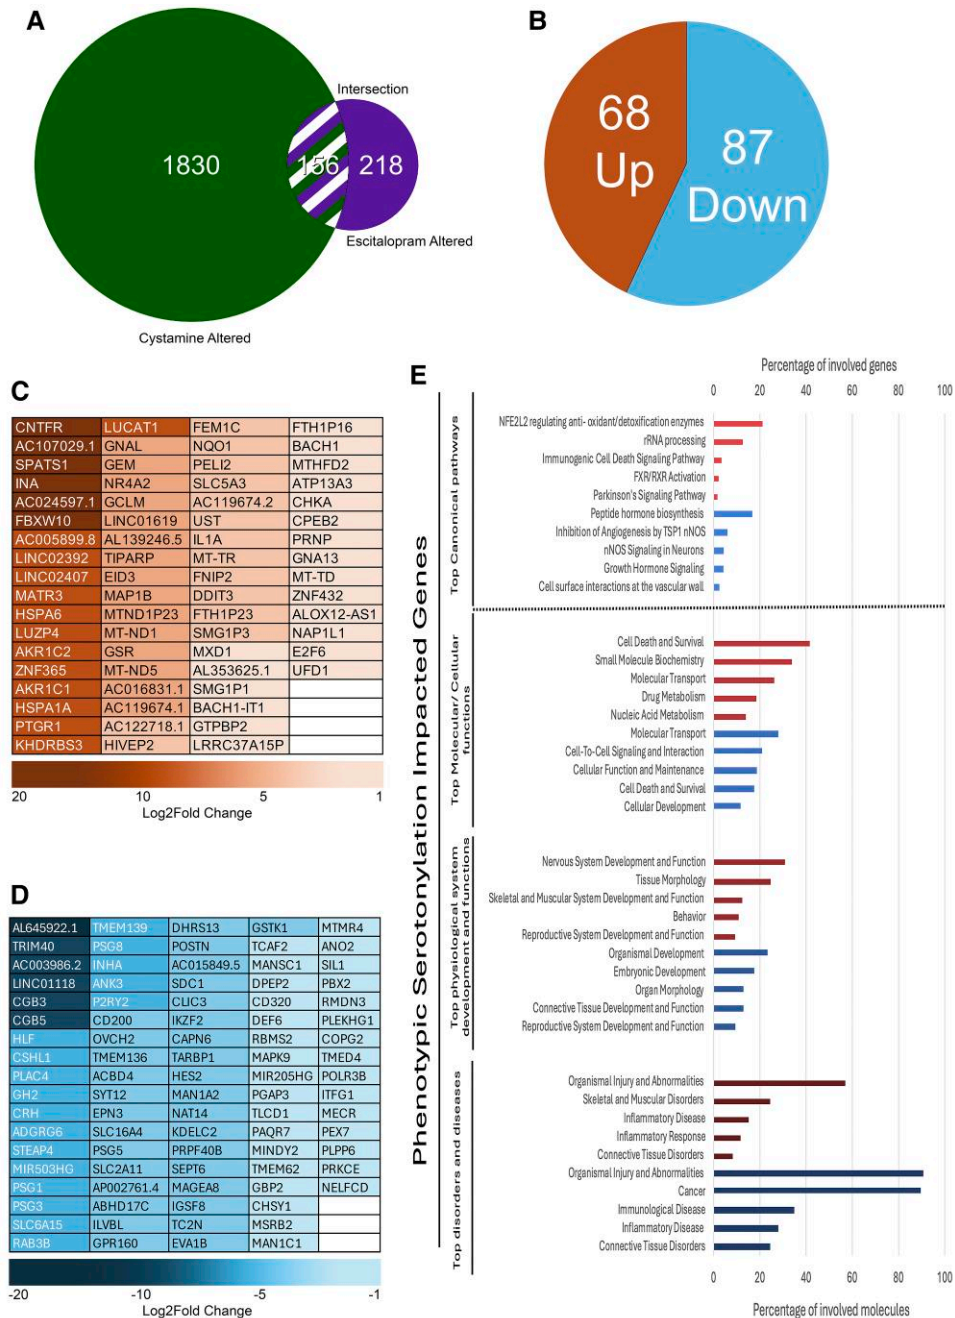 A
B
Intersection
1830
156
218
Escitalopram Altered
Cystamine Altered
68
Up
87
Down
C
CNTFR LUCAT1 FEM1C FTH1P16
AC107029.1 GNAL NQO1 BACH1
SPATS1 GEM PELI2 MTHFD2
INA NR4A2 SLC5A3 ATP13A3
AC024597.1 GCLM AC119674.2 CHKA
FBXW10 LINC01619 UST CPEB2
AC005899.8 AL139246.5 IL1A PRNP
LINC02392 TIPARP MT-TR GNA13
LINC02407 EID3 FNIP2 MT-TD
MATR3 MAP1B DDIT3 ZNF432
HSPA6 MTND1P23 FTH1P23 ALOX12-AS1
LUZP4 MT-ND1 SMG1P3 NAP1L1
AKR1C2 GSR MXD1 E2F6
ZNF365 MT-ND5 AL353625.1 UFD1
AKR1C1 AC016831.1 SMG1P1
HSPA1A AC119674.1 BACH1-IT1
PTGR1 AC122718.1 GTPBP2
KHDRBS3 HIVEP2 LRRC37A15P
20 10 5 1
Log2Fold Change
D
AL645922.1 TMEM139 DHRS13 GSTK1 MTMR4
TRIM40 PSG8 POSTN TCAF2 ANO2
AC003986.2 INHA AC015849.5 MANSC1 SIL1
LINC01118 ANK3 SDC1 DPEP2 PBX2
CGB3 P2RY2 CLIC3 CD320 RMDN3
CGB5 CD200 IKZF2 DEF6 PLEKHG1
HLF OVCH2 CAPN6 RBMS2 COPG2
CSHL1 TMEM136 TARBP1 MAPK9 TMED4
PLAC4 ACBD4 HES2 MIR205HG POLR3B
GH2 SYT12 MAN1A2 PGAP3 ITFG1
CRH EPN3 NAT14 TLCD1 MECR
ADGRG6 SLC16A4 KDELC2 PAQR7 PEX7
STEAP4 PSG5 PRPF40B MINDY2 PLPP6
MIR503HG SLC2A11 SEPT6 TMEM62 PRKCE
PSG1 AP002761.4 MAGEA8 GBP2 NELFCD
PSG3 ABHD17C IGSF8 CHSY1
SLC6A15 ILVBL TC2N MSRB2
RAB3B GPR160 EVA1B MAN1C1
-20 -10 -5 -1
Log2Fold Change
E
Percentage of involved genes
0 20 40 60 80 100
Phenotypic Serotonylation Impacted Genes
Top Canonical pathways
NFE2L2 regulating anti- oxidant/detoxification enzymes
rRNA processing
Immunogenic Cell Death Signaling Pathway
FXR/RXR Activation
Parkinson's Signaling Pathway
Peptide hormone biosynthesis
Inhibition of Angiogenesis by TSP1 nNOS
nNOS Signaling in Neurons
Growth Hormone Signaling
Cell surface interactions at the vascular wall
Top Molecular/ Cellular
functions
Cell Death and Survival
Small Molecule Biochemistry
Molecular Transport
Drug Metabolism
Nucleic Acid Metabolism
Molecular Transport
Cell-To-Cell Signaling and Interaction
Cellular Function and Maintenance
Cell Death and Survival
Cellular Development
Top physiological system
development and functions
Nervous System Development and Function
Tissue Morphology
Skeletal and Muscular System Development and Function
Behavior
Reproductive System Development and Function
Organismal Development
Embryonic Development
Organ Morphology
Connective Tissue Development and Function
Reproductive System Development and Function
Top disorders and diseases
Organismal Injury and Abnormalities
Skeletal and Muscular Disorders
Inflammatory Disease
Inflammatory Response
Connective Tissue Disorders
Organismal Injury and Abnormalities
Cancer
Immunological Disease
Inflammatory Disease
Connective Tissue Disorders
0 20 40 60 80 100
Percentage of involved molecules